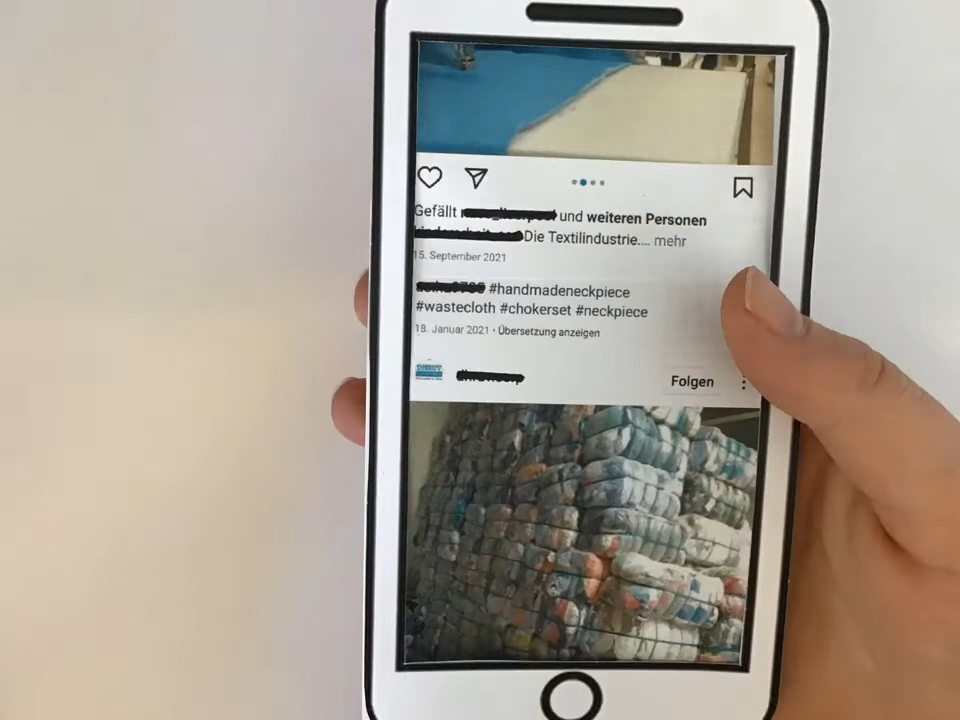 Gefällt und weiteren Personen
Die Textilindustrie.... mehr
15. September 2021
#handmadeneckpiece
#wastecloth #chokerset #neckpiece
18. Januar 2021 • Übersetzung anzeigen
Folgen